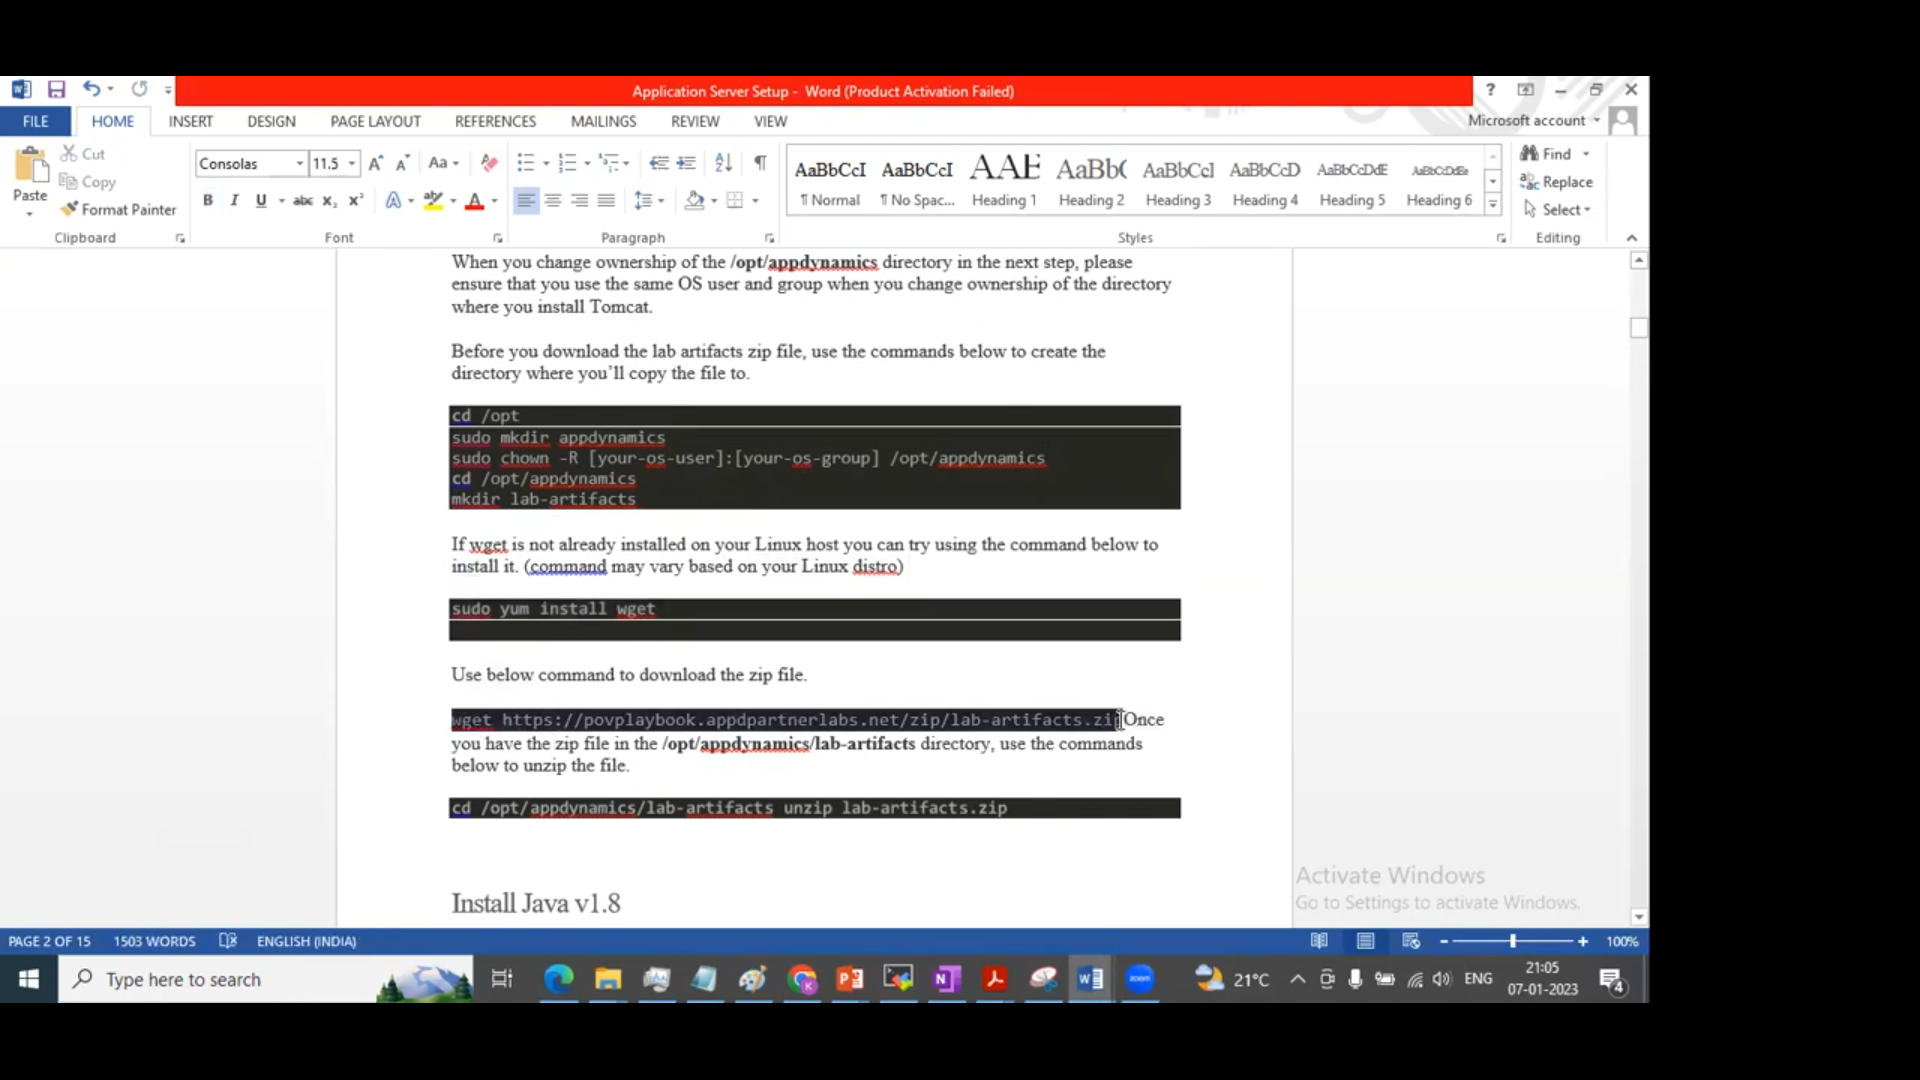 Application Server Setup - Word (Product Activation Failed)
FILE HOME INSERT DESIGN PAGE LAYOUT REFERENCES MAILINGS REVIEW VIEW Microsoft account
Paste
Cut
Copy
Format Painter
Clipboard
Consolas 11.5
Font
Paragraph
AaBbCcI AaBbCcI AAE AaBb( AaBbCcI AaBbCcD AaBbCcDdE AaBbCcDdEe
¶ Normal ¶ No Spac... Heading 1 Heading 2 Heading 3 Heading 4 Heading 5 Heading 6
Styles
Find
Replace
Select
Editing
When you change ownership of the /opt/appdynamics directory in the next step, please
ensure that you use the same OS user and group when you change ownership of the directory
where you install Tomcat.
Before you download the lab artifacts zip file, use the commands below to create the
directory where you’ll copy the file to.
cd /opt
sudo mkdir appdynamics
sudo chown -R [your-os-user]:[your-os-group] /opt/appdynamics
cd /opt/appdynamics
mkdir lab-artifacts
If wget is not already installed on your Linux host you can try using the command below to
install it. (command may vary based on your Linux distro)
sudo yum install wget
Use below command to download the zip file.
wget https://povplaybook.appdpartnerlabs.net/zip/lab-artifacts.zip Once
you have the zip file in the /opt/appdynamics/lab-artifacts directory, use the commands
below to unzip the file.
cd /opt/appdynamics/lab-artifacts unzip lab-artifacts.zip
Install Java v1.8
Activate Windows
Go to Settings to activate Windows.
PAGE 2 OF 15 1503 WORDS ENGLISH (INDIA) 100%
Type here to search
zoom
21°C
ENG
21:05
07-01-2023
4